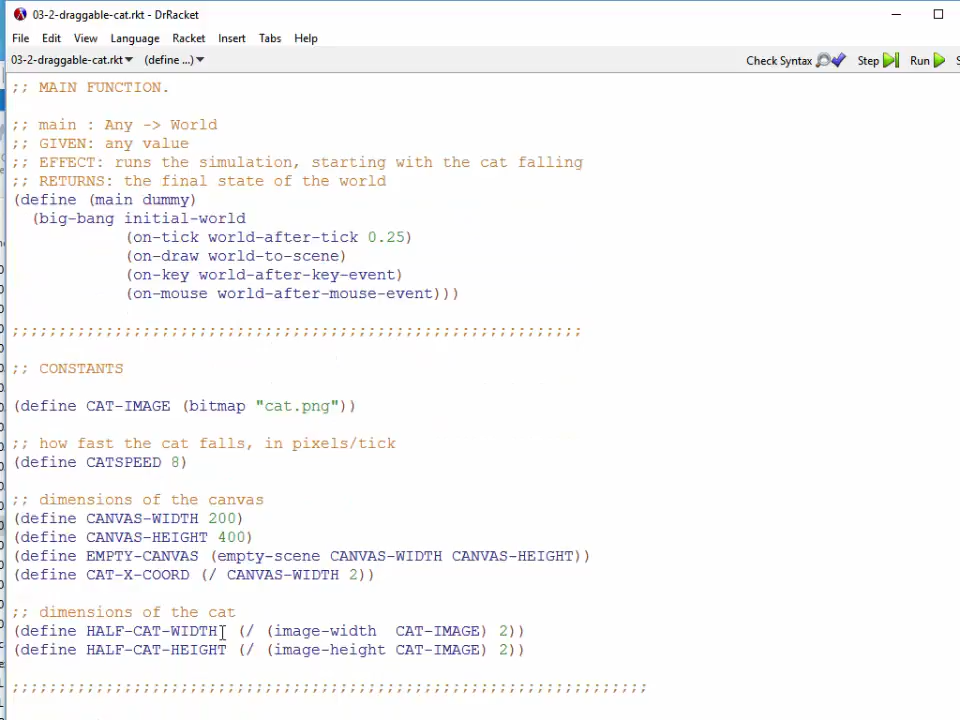 03-2-draggable-cat.rkt - DrRacket
File Edit View Language Racket Insert Tabs Help
03-2-draggable-cat.rkt (define ...) Check Syntax Step Run
;; MAIN FUNCTION.
;; main : Any -> World
;; GIVEN: any value
;; EFFECT: runs the simulation, starting with the cat falling
;; RETURNS: the final state of the world
(define (main dummy)
(big-bang initial-world
(on-tick world-after-tick 0.25)
(on-draw world-to-scene)
(on-key world-after-key-event)
(on-mouse world-after-mouse-event)))
;;;;;;;;;;;;;;;;;;;;;;;;;;;;;;;;;;;;;;;;;;;;;;;;;;;;;;;;;;;;;
;; CONSTANTS
(define CAT-IMAGE (bitmap "cat.png"))
;; how fast the cat falls, in pixels/tick
(define CATSPEED 8)
;; dimensions of the canvas
(define CANVAS-WIDTH 200)
(define CANVAS-HEIGHT 400)
(define EMPTY-CANVAS (empty-scene CANVAS-WIDTH CANVAS-HEIGHT))
(define CAT-X-COORD (/ CANVAS-WIDTH 2))
;; dimensions of the cat
(define HALF-CAT-WIDTH (/ (image-width  CAT-IMAGE) 2))
(define HALF-CAT-HEIGHT (/ (image-height CAT-IMAGE) 2))
;;;;;;;;;;;;;;;;;;;;;;;;;;;;;;;;;;;;;;;;;;;;;;;;;;;;;;;;;;;;;;;;;;;;